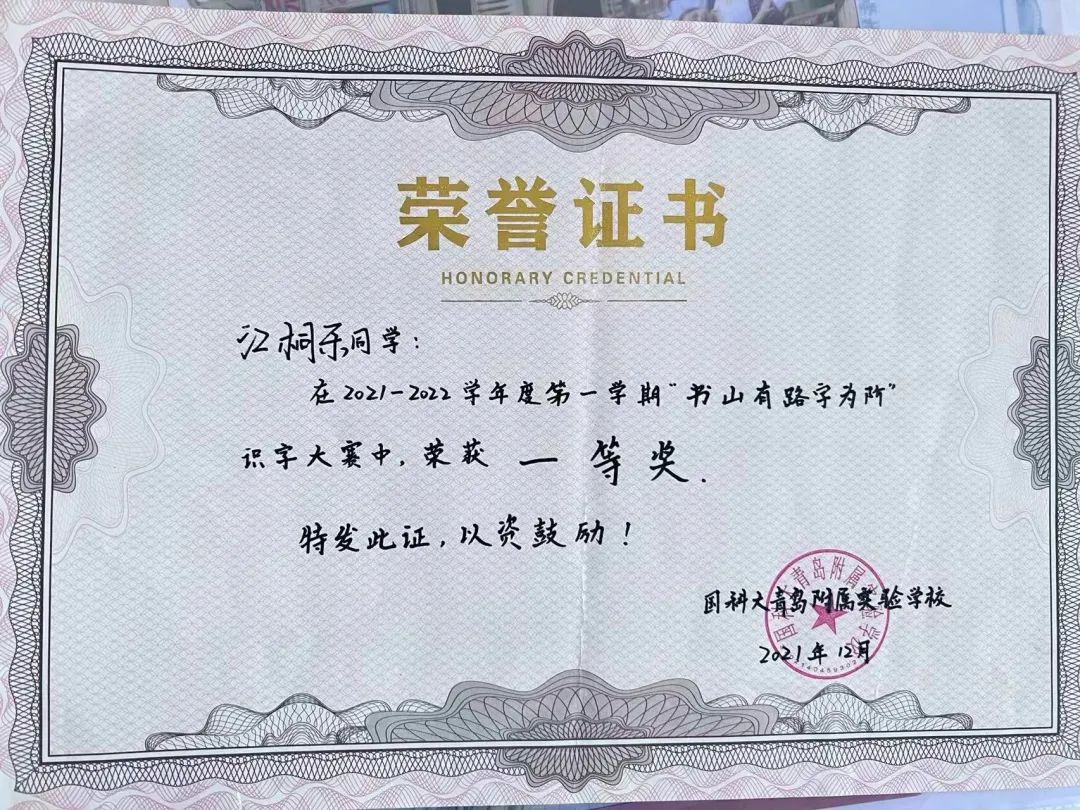 荣誉证书
HONORARY CREDENTIAL
江桐乐同学:
在2021-2022学年度第一学期"书山有路字为阶"
识字大赛中,荣获 一等奖.
特发此证,以资鼓励!
国科大青岛附属实验学校
2021年12月